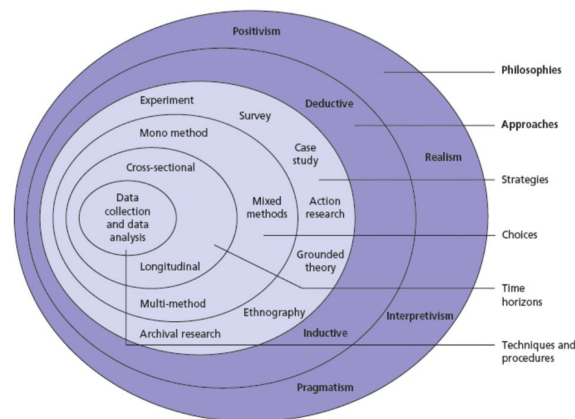 Positivism
Philosophies
Experiment
Survey
Deductive
Mono method
Approaches
Case
study
Realism
Cross-sectional
Strategies
Data
collection
and data
analysis
Mixed
methods
Action
research
Choices
Grounded
theory
Longitudinal
Time
horizons
Multi-method
Ethnography
Interpretivism
Archival research
Inductive
Techniques and
procedures
Pragmatism